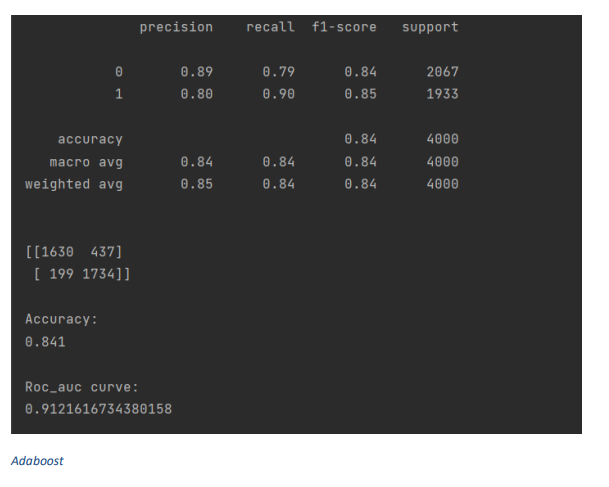 precision recall f1-score support
0 0.89 0.79 0.84 2067
1 0.80 0.90 0.85 1933
accuracy 0.84 4000
macro avg 0.84 0.84 0.84 4000
weighted avg 0.85 0.84 0.84 4000
[[1630 437]
[ 199 1734]]
Accuracy:
0.841
Roc_auc curve:
0.9121616734380158
Adaboost